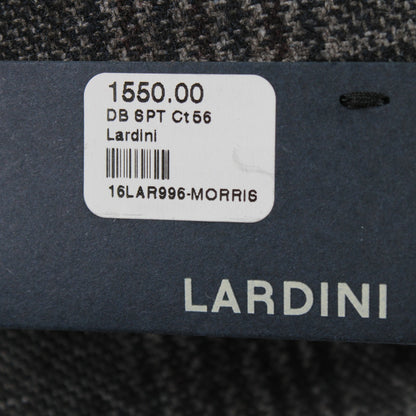 1550.00
DB SPT Ct 56
Lardini
16LAR996-MORRIS
LARDINI